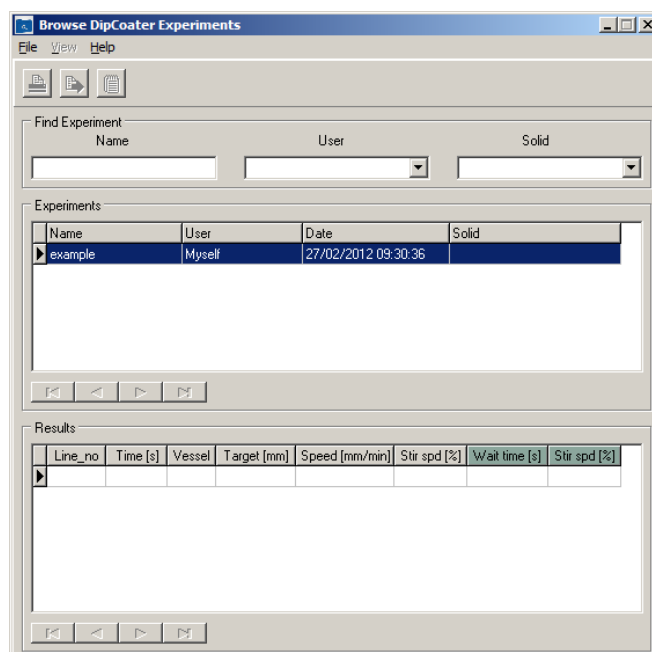 Browse DipCoater Experiments
File View Help
Find Experiment
Name User Solid
Experiments
Name User Date Solid
example Myself 27/02/2012 09:30:36
Results
Line_no Time [s] Vessel Target [mm] Speed [mm/min] Stir spd [%] Wait time [s] Stir spd [%]